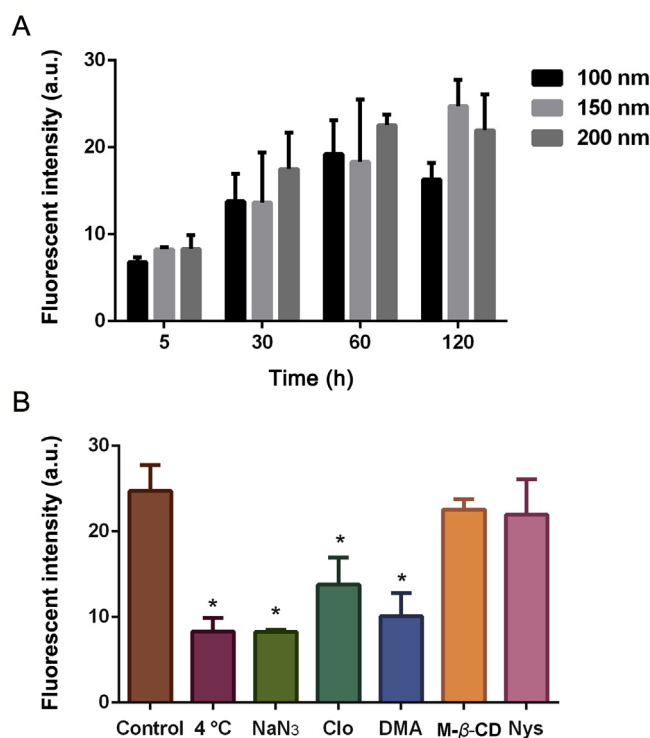 A
Fluorescent intensity (a.u.)
30
20
10
0
5 30 60 120
Time (h)
100 nm
150 nm
200 nm
B
Fluorescent intensity (a.u.)
30
20
10
0
* * * *
Control 4 °C NaN₃ Clo DMA M-β-CD Nys